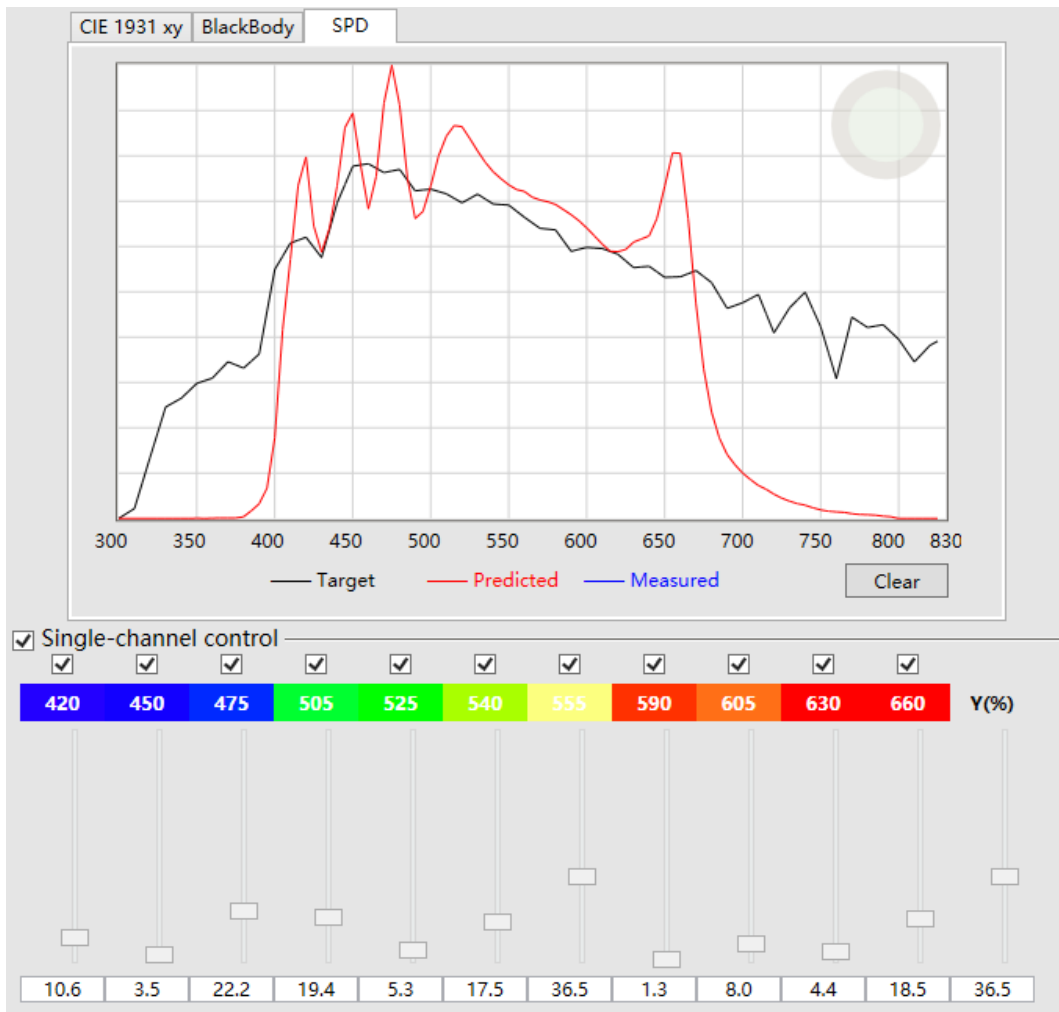 CIE 1931 xy BlackBody SPD
300 350 400 450 500 550 600 650 700 750 800 830
Target Predicted Measured Clear
Single-channel control
420 450 475 505 525 540 555 590 605 630 660 Y(%)
10.6 3.5 22.2 19.4 5.3 17.5 36.5 1.3 8.0 4.4 18.5 36.5